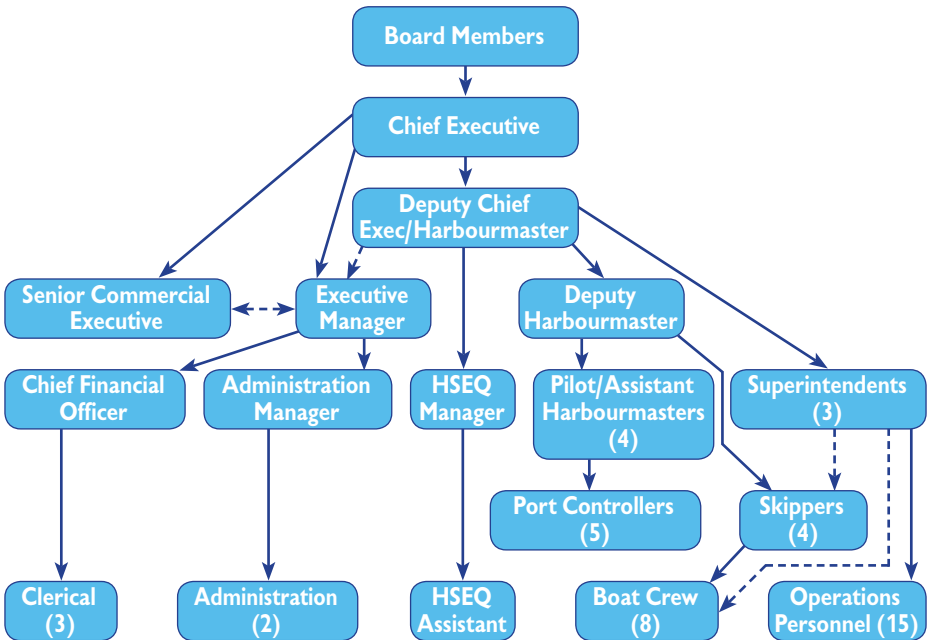 Board Members
Chief Executive
Deputy Chief
Exec/Harbourmaster
Senior Commercial
Executive
Executive
Manager
Deputy
Harbourmaster
Chief Financial
Officer
Administration
Manager
HSEQ
Manager
Pilot/Assistant
Harbourmasters
(4)
Superintendents
(3)
Port Controllers
(5)
Skippers
(4)
Clerical
(3)
Administration
(2)
HSEQ
Assistant
Boat Crew
(8)
Operations
Personnel (15)